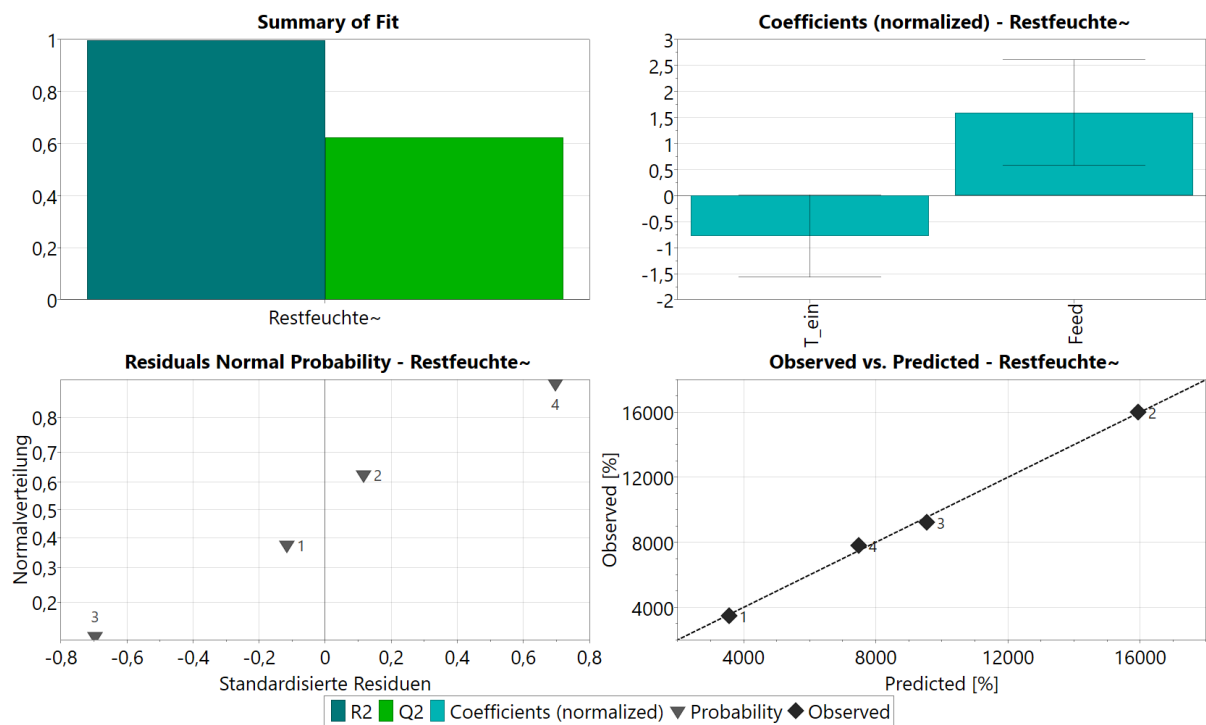 Summary of Fit
1
0,8
0,6
0,4
0,2
0
Restfeuchte~
Coefficients (normalized) - Restfeuchte~
3
2,5
2
1,5
1
0,5
0
-0,5
-1
-1,5
-2
T_ein
Feed
Residuals Normal Probability - Restfeuchte~
Normalverteilung
0,8
0,7
0,6
0,5
0,4
0,3
0,2
4
2
1
3
-0,8 -0,6 -0,4 -0,2 0 0,2 0,4 0,6 0,8
Standardisierte Residuen
Observed vs. Predicted - Restfeuchte~
Observed [%]
16000
12000
8000
4000
2
3
4
1
4000 8000 12000 16000
Predicted [%]
R2 Q2 Coefficients (normalized) Probability Observed